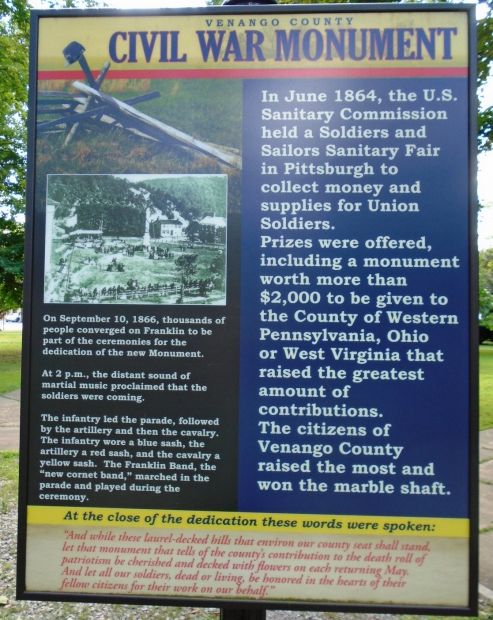 VENANGO COUNTY
CIVIL WAR MONUMENT
On September 10, 1866, thousands of
people converged on Franklin to be
part of the ceremonies for the
dedication of the new Monument.
At 2 p.m., the distant sound of
martial music proclaimed that the
soldiers were coming.
The infantry led the parade, followed
by the artillery and then the cavalry.
The infantry wore a blue sash, the
artillery a red sash, and the cavalry a
yellow sash. The Franklin Band, the
"new cornet band," marched in the
parade and played during the
ceremony.
In June 1864, the U.S.
Sanitary Commission
held a Soldiers and
Sailors Sanitary Fair
in Pittsburgh to
collect money and
supplies for Union
Soldiers.
Prizes were offered,
including a monument
worth more than
$2,000 to be given to
the County of Western
Pennsylvania, Ohio
or West Virginia that
raised the greatest
amount of
contributions.
The citizens of
Venango County
raised the most and
won the marble shaft.
At the close of the dedication these words were spoken:
"And while these laurel-decked hills that environ our county seat shall stand,
let that monument that tells of the county's contribution to the death roll of
patriotism be cherished and decked with flowers on each returning May.
And let all our soldiers, dead or living, be honored in the hearts of their
fellow citizens for their work on our behalf."